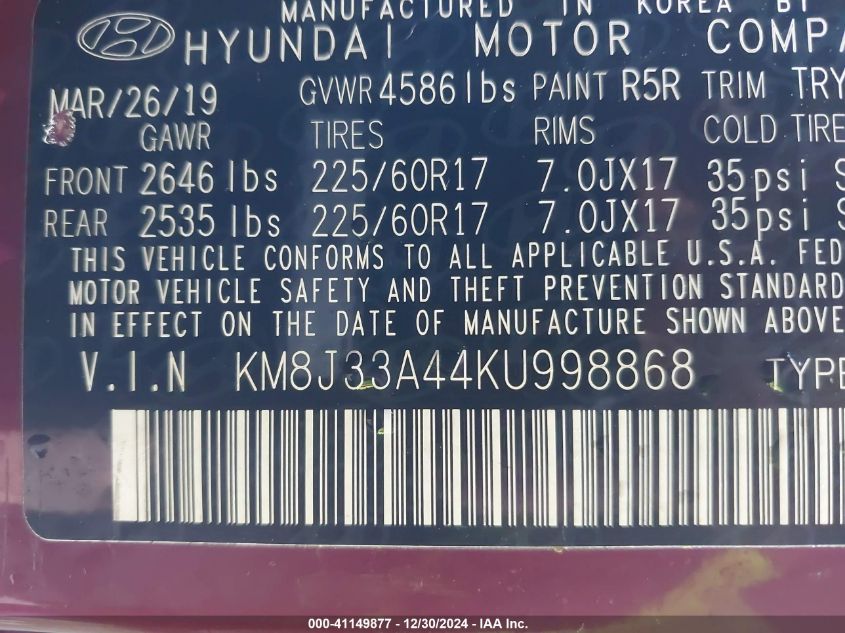 MANUFACTURED IN KOREA BY
HYUNDAI MOTOR COMPA
MAR/26/19 GVWR 4586 lbs PAINT R5R TRIM TRY
GAWR TIRES RIMS COLD TIRE
FRONT 2646 lbs 225/60R17 7.0JX17 35psi S
REAR 2535 lbs 225/60R17 7.0JX17 35psi S
THIS VEHICLE CONFORMS TO ALL APPLICABLE U.S.A. FED
MOTOR VEHICLE SAFETY AND THEFT PREVENTION STANDARD
IN EFFECT ON THE DATE OF MANUFACTURE SHOWN ABOVE
V.I.N KM8J33A44KU998868 TYPE
000-41149877 - 12/30/2024 - IAA Inc.